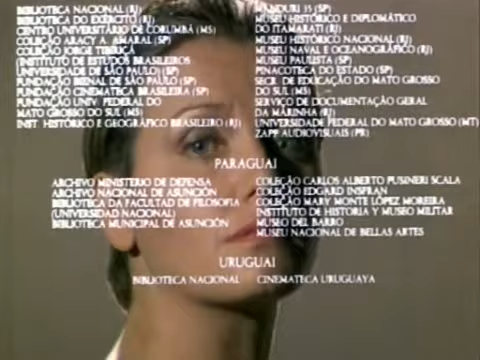 BIBLIOTECA NACIONAL (RJ)
BIBLIOTECA DO EXÉRCITO (RJ)
CENTRO UNIVERSITÁRIO DE CORUMBÁ (MS)
COLEÇÃO ARACY A. AMARAL (SP)
COLEÇÃO JORGE TIBIRIÇÁ
(INSTITUTO DE ESTUDOS BRASILEIROS
UNIVERSIDADE DE SÃO PAULO) (SP)
FUNDAÇÃO BIENAL DE SÃO PAULO (SP)
FUNDAÇÃO CINEMATECA BRASILEIRA (SP)
FUNDAÇÃO UNIV. FEDERAL DO
MATO GROSSO DO SUL (MS)
INST. HISTÓRICO E GEOGRÁFICO BRASILEIRO (RJ)
MANDURI 35 (SP)
MUSEU HISTÓRICO E DIPLOMÁTICO
DO ITAMARATI (RJ)
MUSEU HISTÓRICO NACIONAL (RJ)
MUSEU NAVAL E OCEANOGRÁFICO (RJ)
MUSEU PAULISTA (SP)
PINACOTECA DO ESTADO (SP)
SECR. DE EDUCAÇÃO DO MATO GROSSO
DO SUL (MS)
SERVIÇO DE DOCUMENTAÇÃO GERAL
DA MARINHA (RJ)
UNIVERSIDADE FEDERAL DO MATO GROSSO (MT)
ZAPP AUDIOVISUAIS (PR)
PARAGUAI
ARCHIVO MINISTERIO DE DEFENSA
ARCHIVO NACIONAL DE ASUNCIÓN
BIBLIOTECA DA FACULTAD DE FILOSOFIA
(UNIVERSIDAD NACIONAL)
BIBLIOTECA MUNICIPAL DE ASUNCIÓN
COLEÇÃO CARLOS ALBERTO PUSINERI SCALA
COLEÇÃO EDGARD INSFRAN
COLEÇÃO MARY MONTE LÓPEZ MOREIRA
INSTITUTO DE HISTORIA Y MUSEO MILITAR
MUSEO DEL BARRO
MUSEU NACIONAL DE BELLAS ARTES
URUGUAI
BIBLIOTECA NACIONAL CINEMATECA URUGUAYA